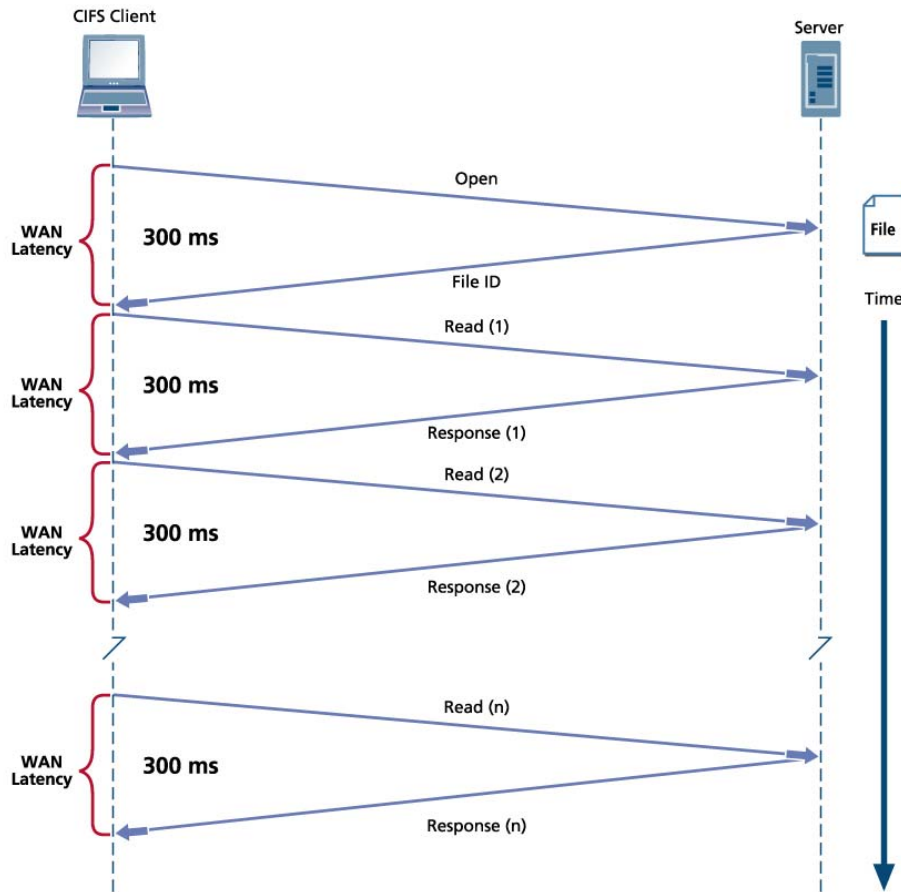 CIFS Client
Server
Open
WAN
Latency
300 ms
File
File ID
Time
Read (1)
WAN
Latency
300 ms
Response (1)
Read (2)
WAN
Latency
300 ms
Response (2)
Read (n)
WAN
Latency
300 ms
Response (n)